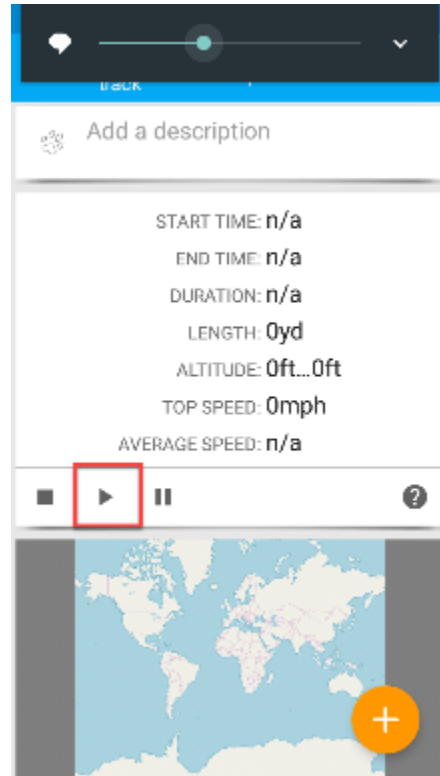 track
Add a description
START TIME: n/a
END TIME: n/a
DURATION: n/a
LENGTH: 0yd
ALTITUDE: 0ft...0ft
TOP SPEED: 0mph
AVERAGE SPEED: n/a